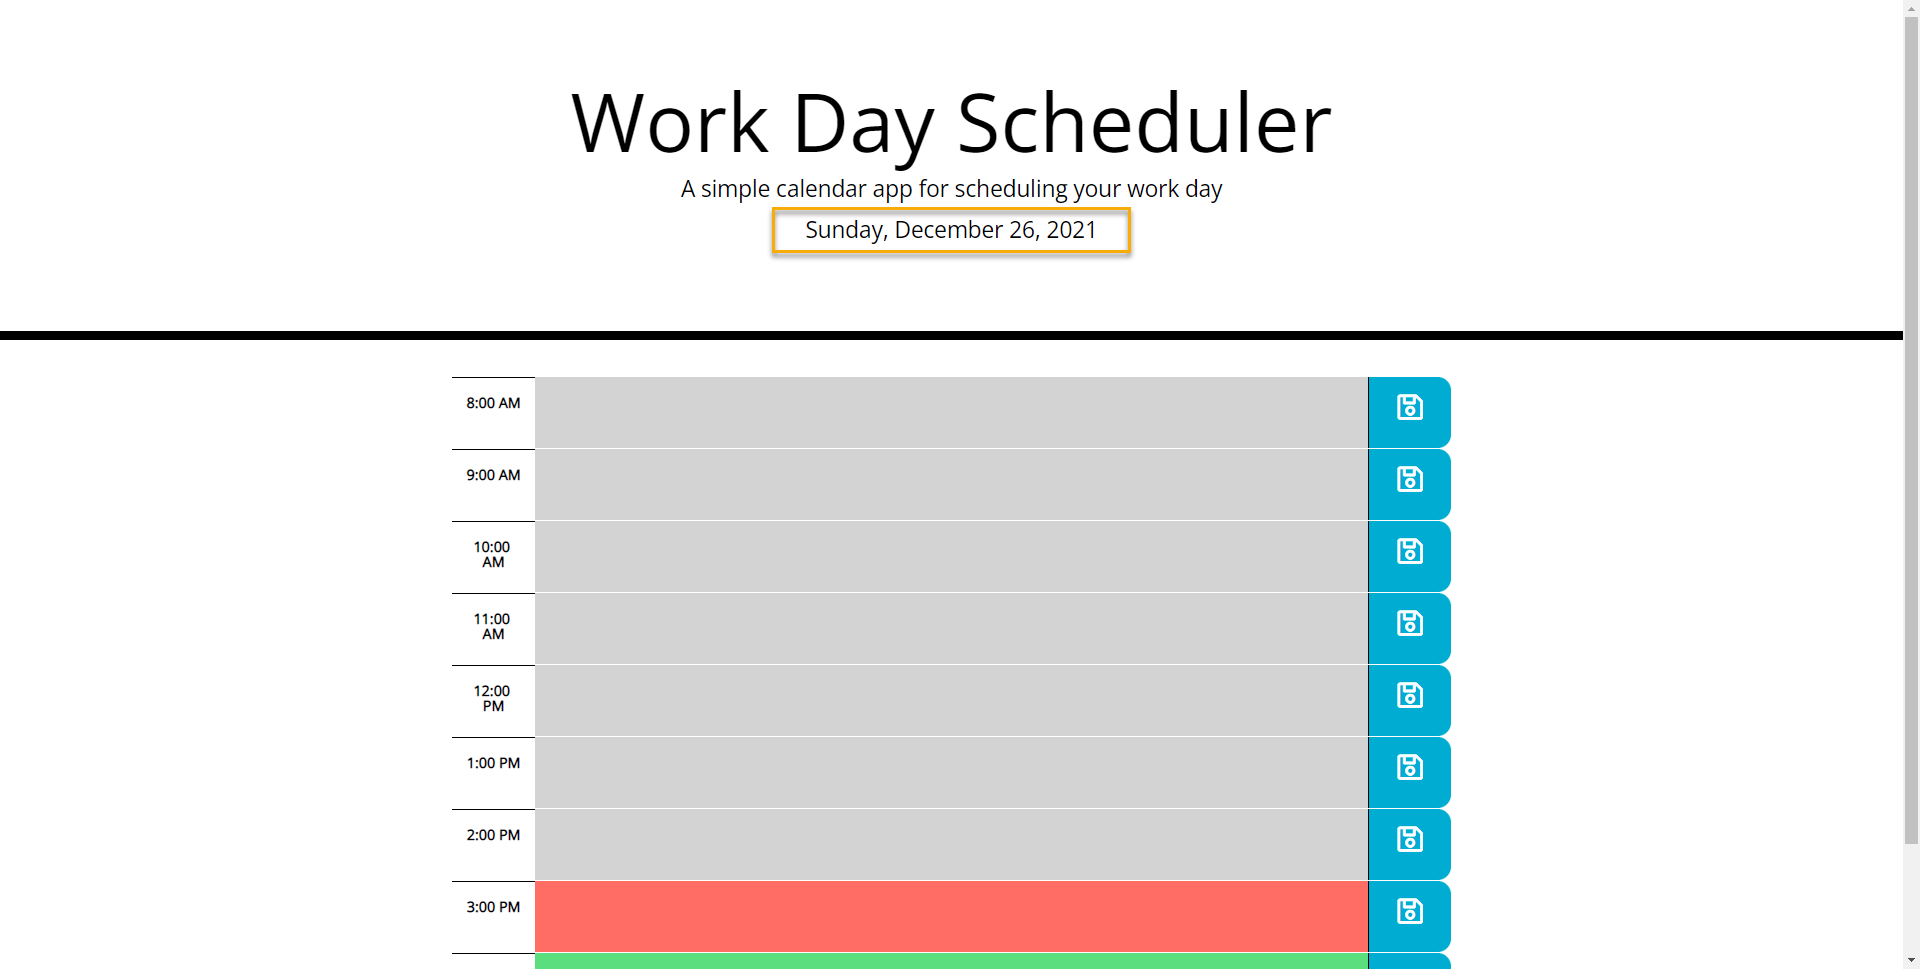 Work Day Scheduler
A simple calendar app for scheduling your work day
Sunday, December 26, 2021
8:00 AM
9:00 AM
10:00
AM
11:00
AM
12:00
PM
1:00 PM
2:00 PM
3:00 PM